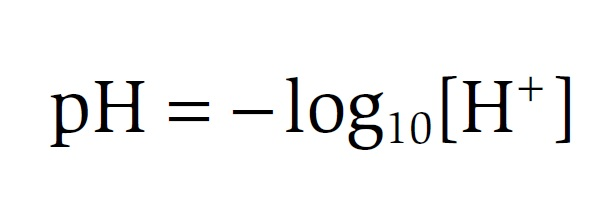 pH = −log₁₀[H⁺]